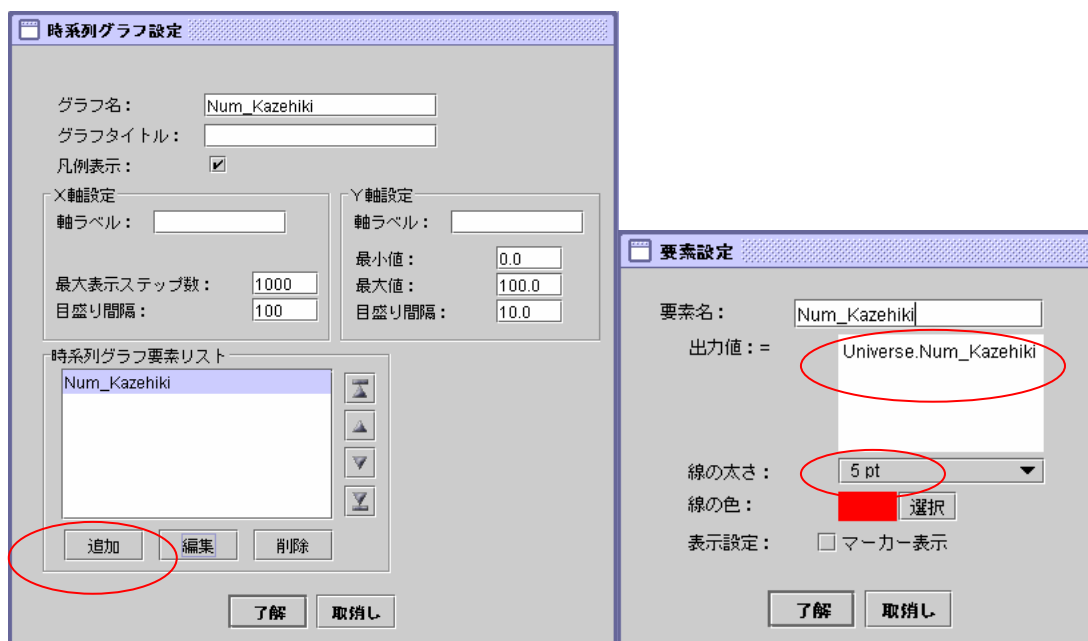 時系列グラフ設定
グラフ名：
Num_Kazehiki
グラフタイトル：
凡例表示：
X軸設定
軸ラベル：
最大表示ステップ数：
1000
目盛り間隔：
100
Y軸設定
軸ラベル：
最小値：
0.0
最大値：
100.0
目盛り間隔：
10.0
時系列グラフ要素リスト
Num_Kazehiki
追加 編集 削除
了解 取消し
要素設定
要素名：
Num_Kazehiki
出力値：=
Universe.Num_Kazehiki
線の太さ：
5 pt
線の色：
選択
表示設定：
マーカー表示
了解 取消し